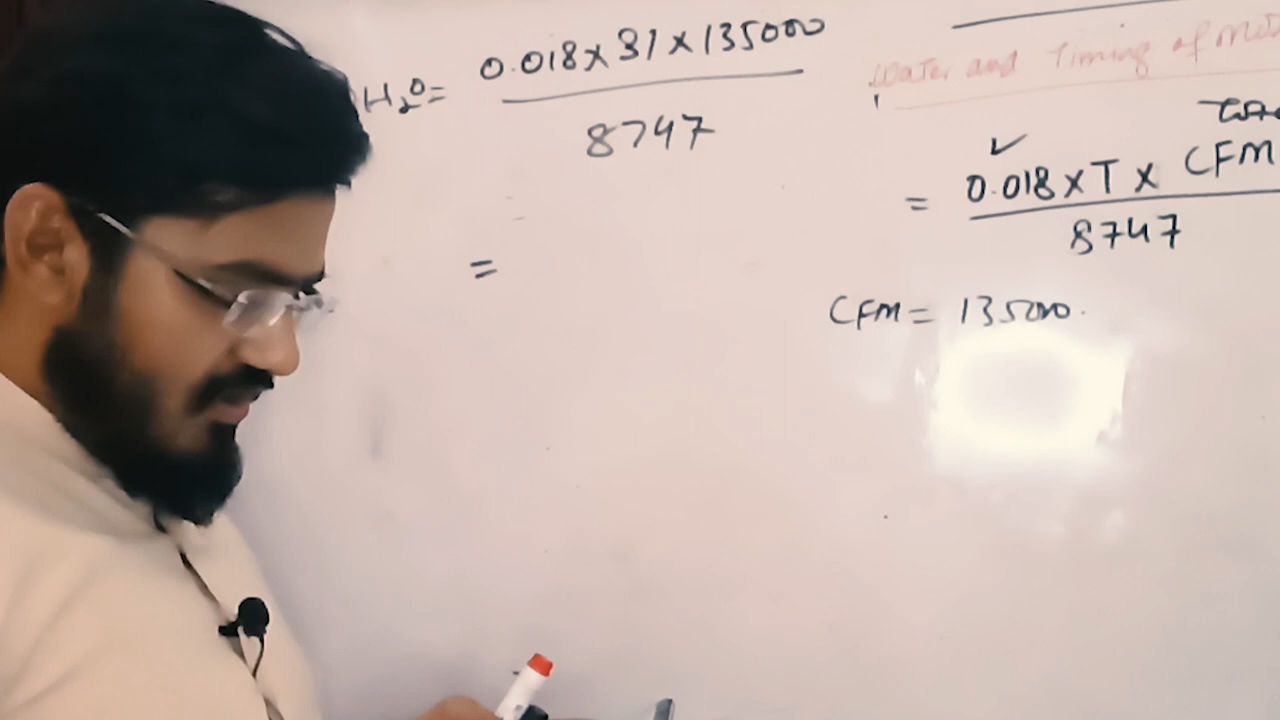 H₂O = 0.018 x 31 x 135000
8747
=
Water and Timing of
= 0.018 x T x CFM
8747
CFM = 135000.